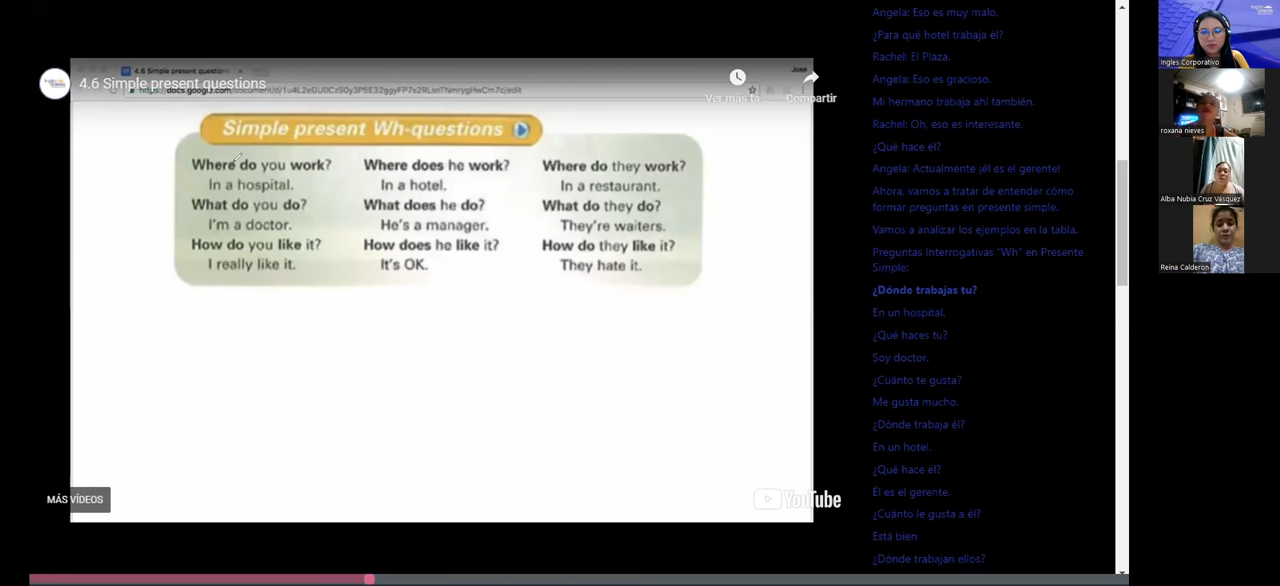 4.6 Simple present question
Jose
4.6 Simple present questions
Ver más ta...
Compartir
Simple present Wh-questions
Where do you work?
In a hospital.
What do you do?
I'm a doctor.
How do you like it?
I really like it.
Where does he work?
In a hotel.
What does he do?
He's a manager.
How does he like it?
It's OK.
Where do they work?
In a restaurant.
What do they do?
They're waiters.
How do they like it?
They hate it.
MÁS VÍDEOS
YouTube
Angela: Eso es muy malo.
¿Para qué hotel trabaja él?
Rachel: El Plaza.
Angela: Eso es gracioso.
Mi hermano trabaja ahí también.
Rachel: Oh, eso es interesante.
¿Qué hace él?
Angela: Actualmente ¡él es el gerente!
Ahora, vamos a tratar de entender cómo
formar preguntas en presente simple.
Vamos a analizar los ejemplos en la tabla.
Preguntas Interrogativas “Wh” en Presente
Simple:
¿Dónde trabajas tu?
En un hospital.
¿Qué haces tu?
Soy doctor.
¿Cuánto te gusta?
Me gusta mucho.
¿Dónde trabaja él?
En un hotel.
¿Qué hace él?
Él es el gerente.
¿Cuánto le gusta a él?
Está bien
¿Dónde trabajan ellos?
Ingles Corporativo
roxana nieves
Alba Nubia Cruz Vásquez
Reina Calderon